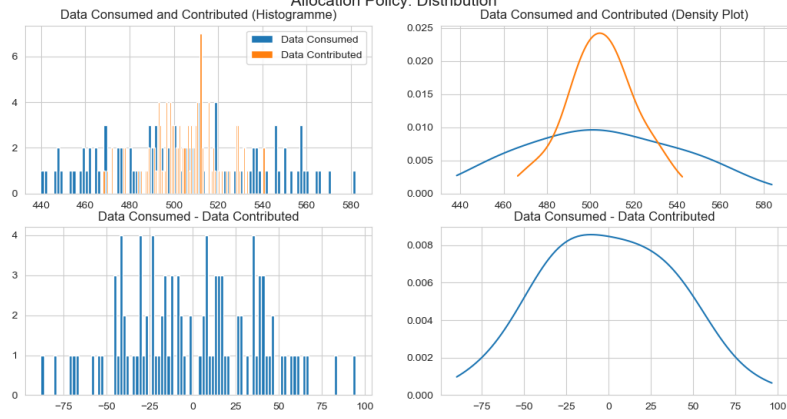 Allocation Policy: Distribution
Data Consumed and Contributed (Histogramme)
Data Consumed
Data Contributed
6
4
2
0
440 460 480 500 520 540 560 580
Data Consumed and Contributed (Density Plot)
0.025
0.020
0.015
0.010
0.005
0.000
440 460 480 500 520 540 560 580
Data Consumed - Data Contributed
4
3
2
1
0
−75 −50 −25 0 25 50 75 100
Data Consumed - Data Contributed
0.008
0.006
0.004
0.002
0.000
−75 −50 −25 0 25 50 75 100